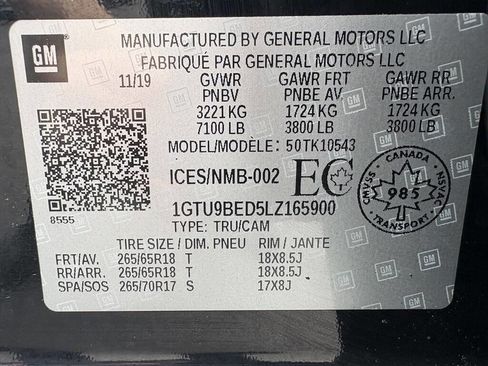 GM
MANUFACTURED BY GENERAL MOTORS LLC
FABRIQUÉ PAR GENERAL MOTORS LLC
11/19 GVWR GAWR FRT GAWR RR
PNBV PNBE AV PNBE ARR.
3221 KG 1724 KG 1724 KG
7100 LB 3800 LB 3800 LB
MODEL/MODÈLE: 50TK10543
ICES/NMB-002 EC
CANADA
SVMAC NSVAC
985
TRANSPORT
8555
1GTU9BED5LZ165900
TYPE: TRU/CAM
TIRE SIZE / DIM. PNEU RIM / JANTE
FRT/AV. 265/65R18 T 18X8.5J
RR/ARR. 265/65R18 T 18X8.5J
SPA/SOS 265/70R17 S 17X8J